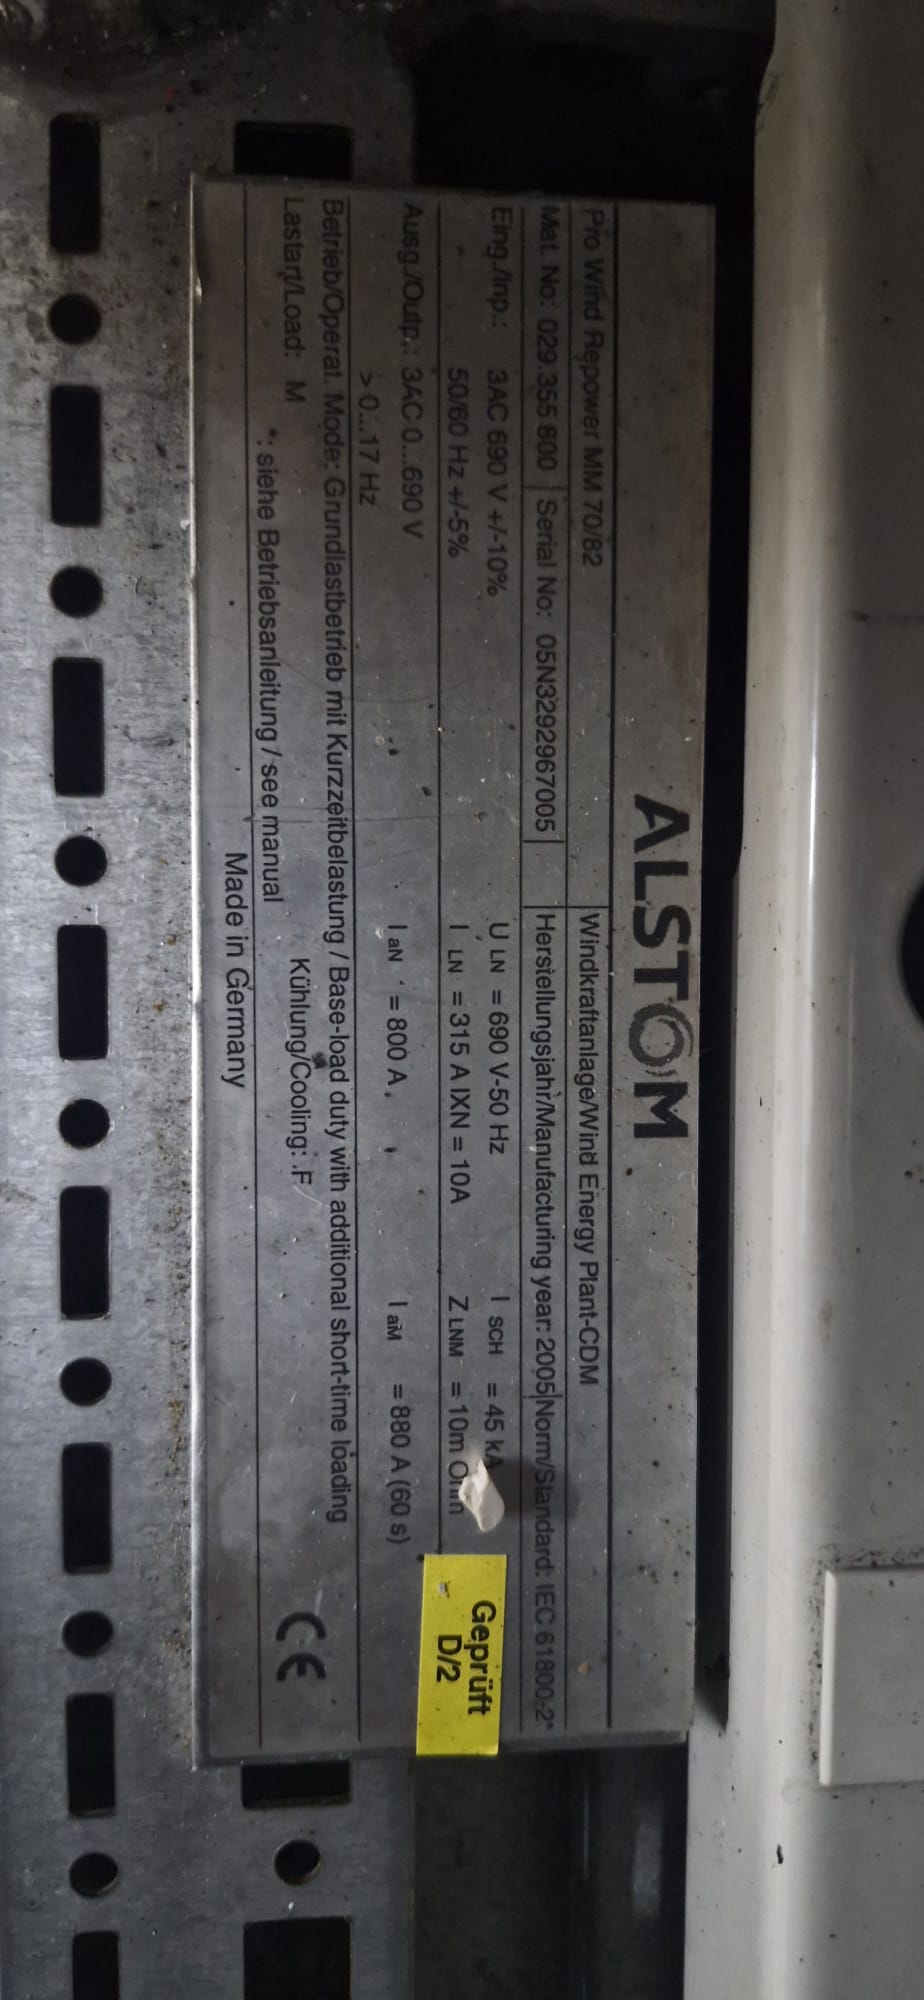 ALSTOM
Pro Wind Repower MM 70/82 Windkraftanlage/Wind Energy Plant-CDM
Mat. No: 029.355 800 Serial No: 05N3292967005 Herstellungsjahr/Manufacturing year: 2005 Norm/Standard: IEC 61800-2*
Eing./Inp.: 3AC 690 V +/-10% U LN = 690 V-50 Hz I SCH = 45 kA
50/60 Hz +/-5% I LN = 315 A IXN = 10A Z LNM = 10m
Geprüft
D/2
Ausg./Outp.: 3AC 0...690 V I aN = 800 A I aM = 880 A (60 s)
>0...17 Hz
Betrieb/Operat. Mode: Grundlastbetrieb mit Kurzzeitbelastung / Base-load duty with additional short-time loading
Lastart/Load: M Kühlung/Cooling: F CE
*: siehe Betriebsanleitung / see manual
Made in Germany